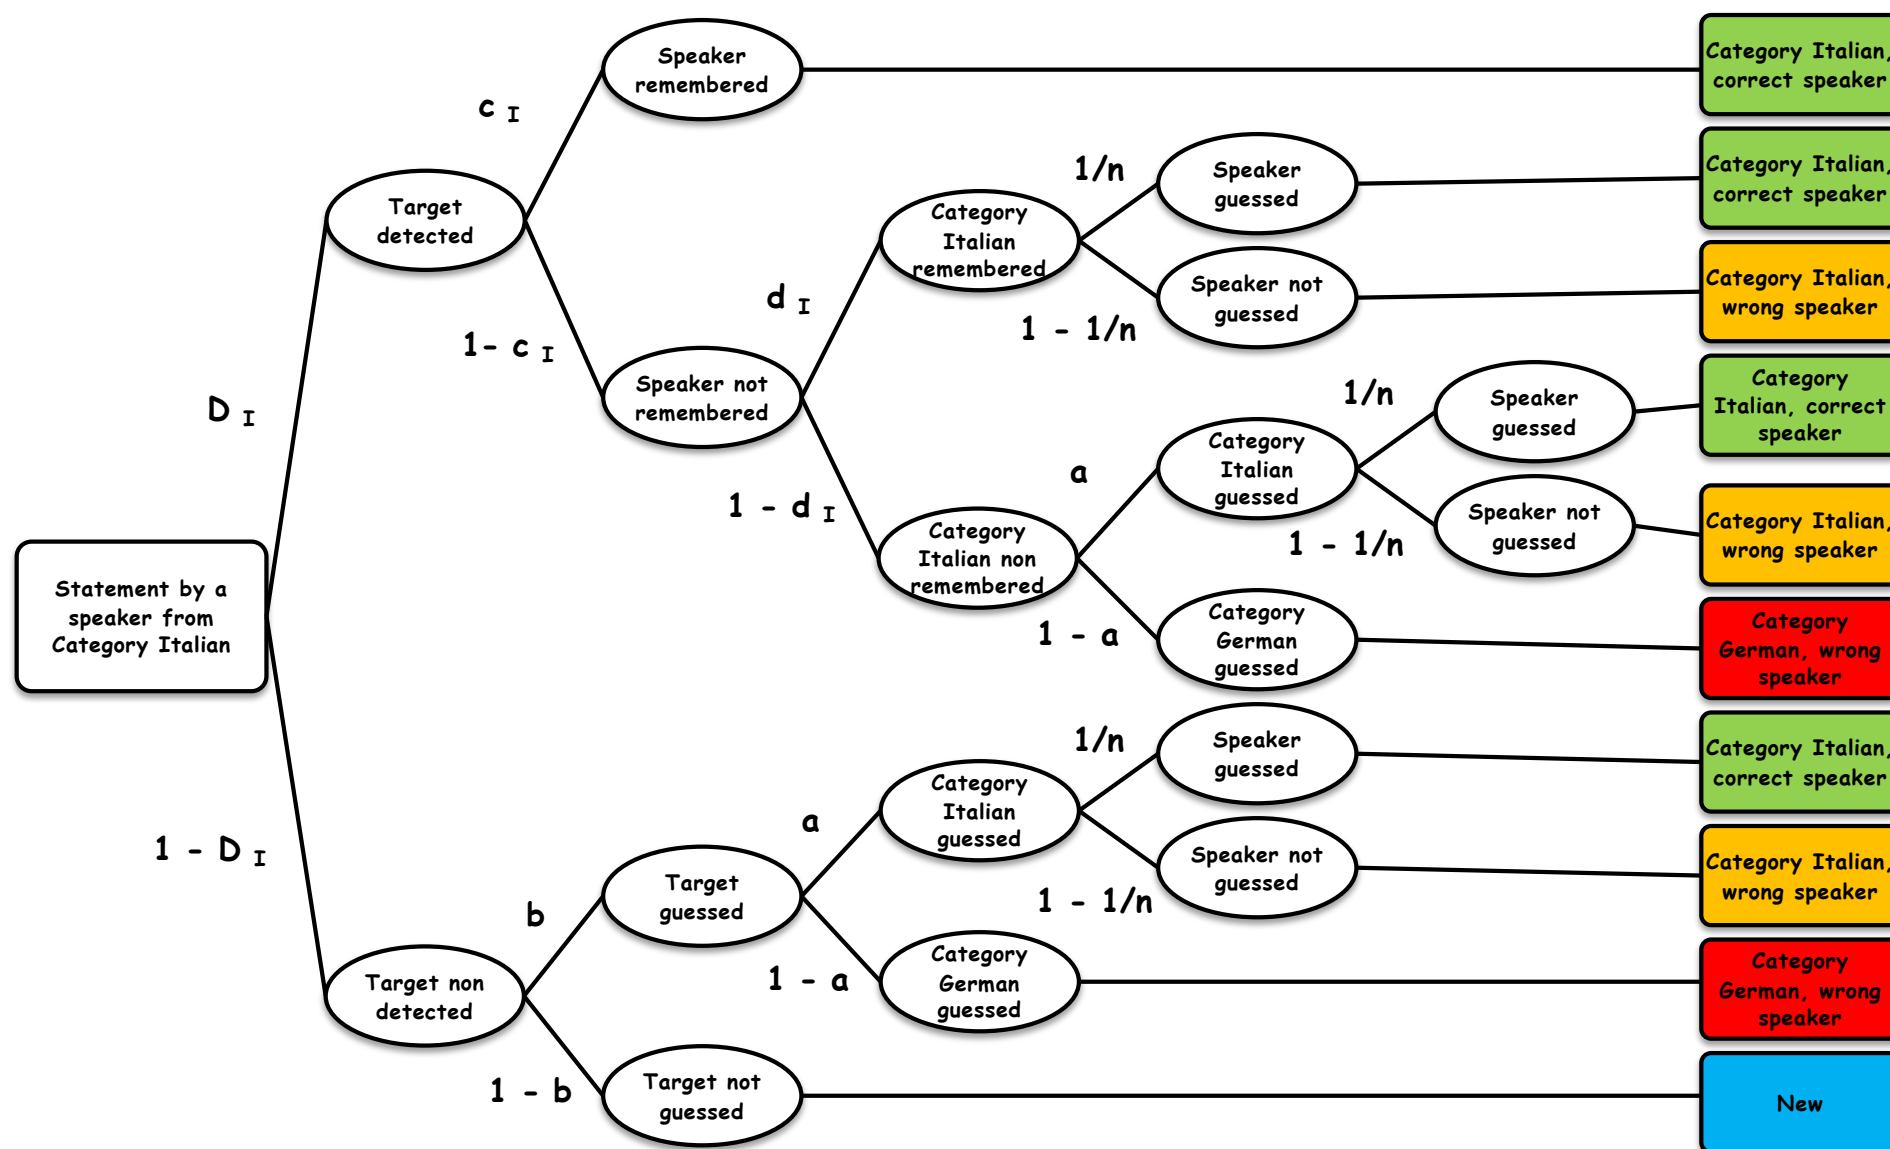 Speaker
remembered
Category Italian,
correct speaker
c I
Category Italian,
correct speaker
1/n
Speaker
guessed
Target
detected
Category
Italian
remembered
Speaker not
guessed
Category Italian,
wrong speaker
d I
1 - 1/n
1- c I
Speaker not
remembered
Category
Italian, correct
speaker
1/n
Speaker
guessed
D I
Category
Italian
guessed
a
1 - d I
Speaker not
guessed
Category Italian,
wrong speaker
1 - 1/n
Category
Italian non
remembered
Statement by a
speaker from
Category Italian
1 - a
Category
German
guessed
Category
German, wrong
speaker
1/n
Speaker
guessed
Category Italian,
correct speaker
Category
Italian
guessed
a
1 - D I
Speaker not
guessed
Category Italian,
wrong speaker
1 - 1/n
Target
guessed
b
1 - a
Category
German
guessed
Category
German, wrong
speaker
Target non
detected
1 - b
Target not
guessed
New